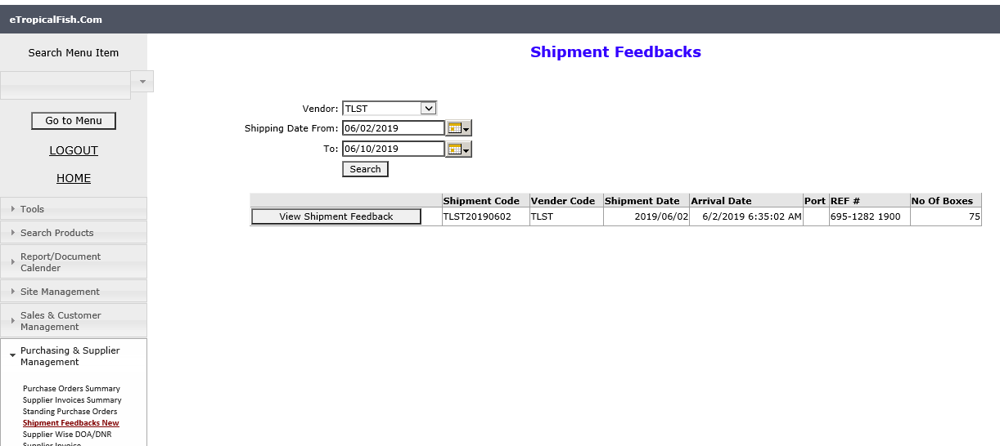 eTropicalFish.Com
Search Menu Item
Go to Menu
LOGOUT
HOME
Tools
Search Products
Report/Document
Calender
Site Management
Sales & Customer
Management
Purchasing & Supplier
Management
Purchase Orders Summary
Supplier Invoices Summary
Standing Purchase Orders
Shipment Feedbacks New
Supplier Wise DOA/DNR
Supplier Invoice
Shipment Feedbacks
Vendor: TLST
Shipping Date From: 06/02/2019
To: 06/10/2019
Search
Shipment Code Vender Code Shipment Date Arrival Date Port REF # No Of Boxes
View Shipment Feedback TLST20190602 TLST 2019/06/02 6/2/2019 6:35:02 AM 695-1282 1900 75